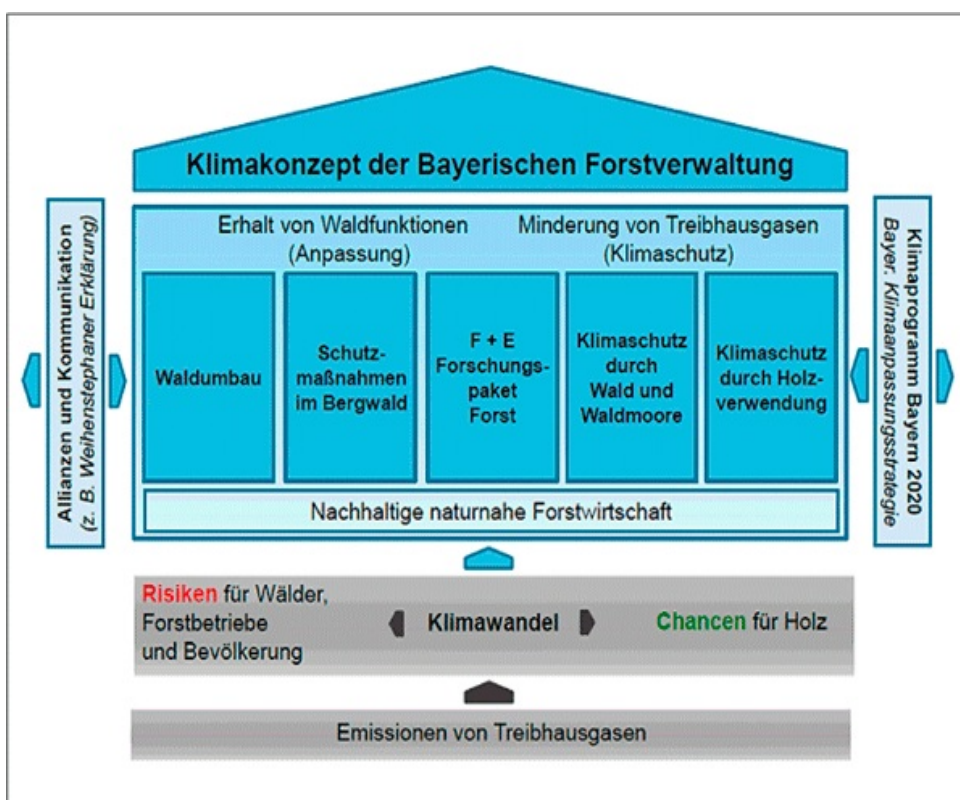 Klimakonzept der Bayerischen Forstverwaltung
Allianzen und Kommunikation
(z. B. Weihenstephaner Erklärung)
Erhalt von Waldfunktionen
(Anpassung)
Minderung von Treibhausgasen
(Klimaschutz)
Waldumbau
Schutz-
maßnahmen
im Bergwald
F + E
Forschungs-
paket
Forst
Klimaschutz
durch
Wald und
Waldmoore
Klimaschutz
durch Holz-
verwendung
Nachhaltige naturnahe Forstwirtschaft
Klimaprogramm Bayern 2020
Bayer. Klimaanpassungsstrategie
Risiken für Wälder,
Forstbetriebe
und Bevölkerung
Klimawandel
Chancen für Holz
Emissionen von Treibhausgasen